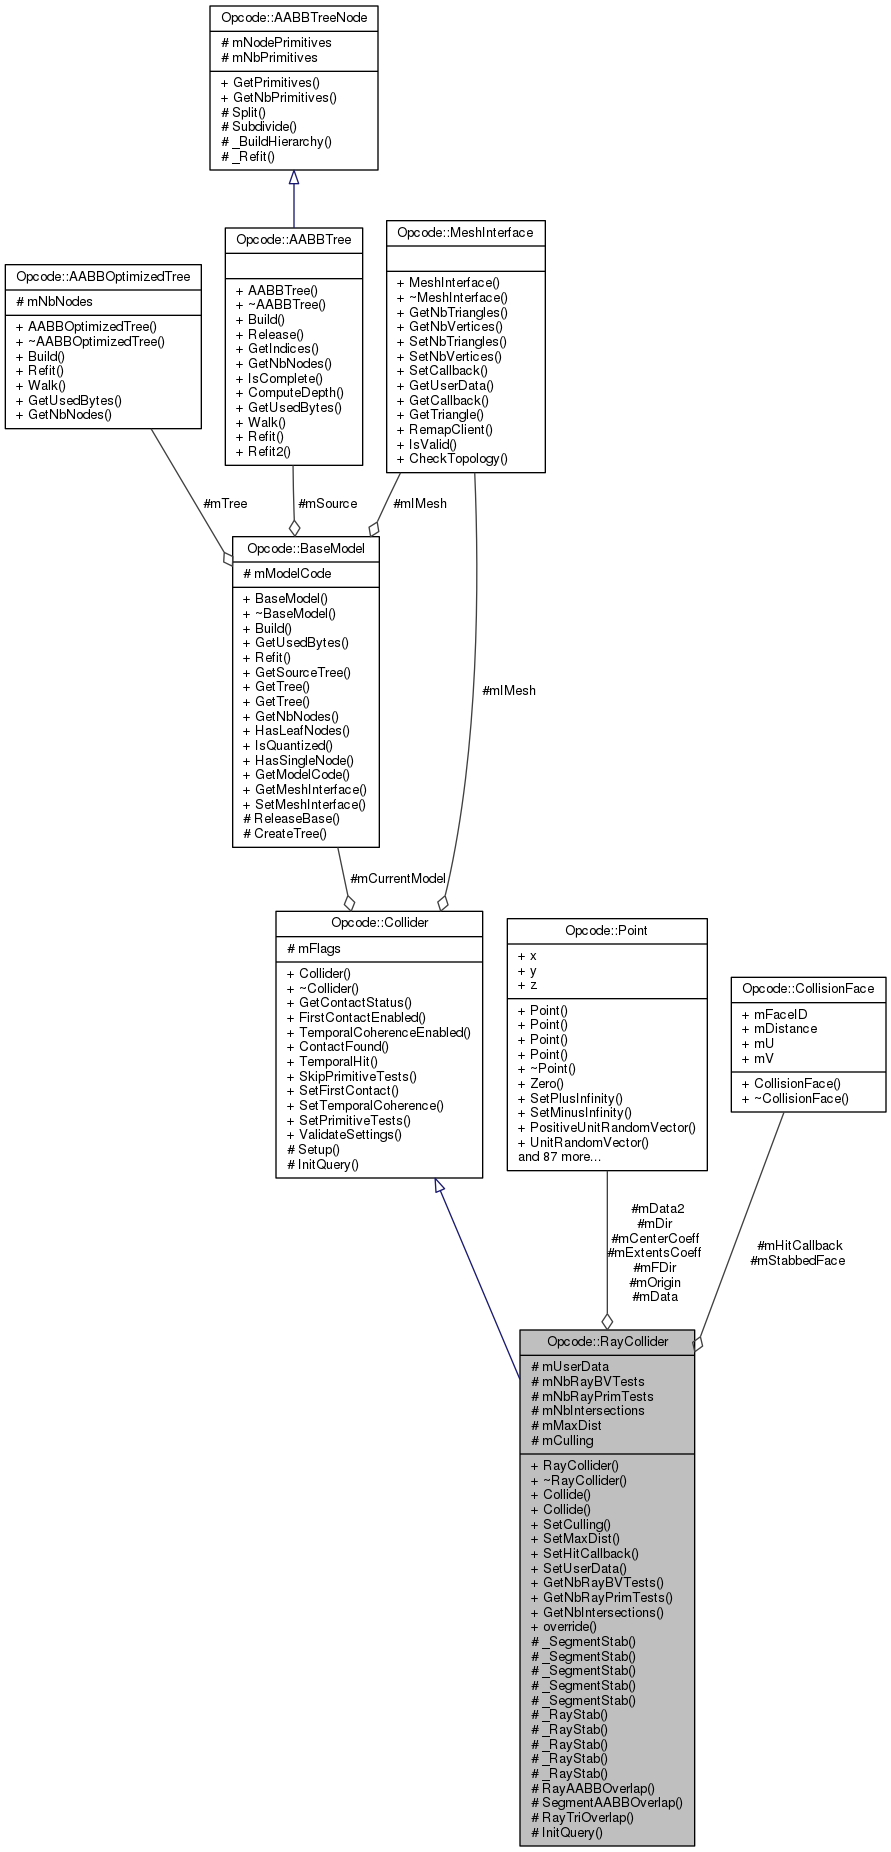 Opcode::AABBTreeNode
# mNodePrimitives
# mNbPrimitives
+ GetPrimitives()
+ GetNbPrimitives()
# Split()
# Subdivide()
# _BuildHierarchy()
# _Refit()
Opcode::AABBTree
+ AABBTree()
+ ~AABBTree()
+ Build()
+ Release()
+ GetIndices()
+ GetNbNodes()
+ IsComplete()
+ ComputeDepth()
+ GetUsedBytes()
+ Walk()
+ Refit()
+ Refit2()
Opcode::MeshInterface
+ MeshInterface()
+ ~MeshInterface()
+ GetNbTriangles()
+ GetNbVertices()
+ SetNbTriangles()
+ SetNbVertices()
+ SetCallback()
+ GetUserData()
+ GetCallback()
+ GetTriangle()
+ RemapClient()
+ IsValid()
+ CheckTopology()
Opcode::AABBOptimizedTree
# mNbNodes
+ AABBOptimizedTree()
+ ~AABBOptimizedTree()
+ Build()
+ Refit()
+ Walk()
+ GetUsedBytes()
+ GetNbNodes()
#mTree
#mSource
#mIMesh
Opcode::BaseModel
# mModelCode
+ BaseModel()
+ ~BaseModel()
+ Build()
+ GetUsedBytes()
+ Refit()
+ GetSourceTree()
+ GetTree()
+ GetTree()
+ GetNbNodes()
+ HasLeafNodes()
+ IsQuantized()
+ HasSingleNode()
+ GetModelCode()
+ GetMeshInterface()
+ SetMeshInterface()
# ReleaseBase()
# CreateTree()
#mIMesh
#mCurrentModel
Opcode::Collider
# mFlags
+ Collider()
+ ~Collider()
+ GetContactStatus()
+ FirstContactEnabled()
+ TemporalCoherenceEnabled()
+ ContactFound()
+ TemporalHit()
+ SkipPrimitiveTests()
+ SetFirstContact()
+ SetTemporalCoherence()
+ SetPrimitiveTests()
+ ValidateSettings()
# Setup()
# InitQuery()
Opcode::Point
+ x
+ y
+ z
+ Point()
+ Point()
+ Point()
+ Point()
+ ~Point()
+ Zero()
+ SetPlusInfinity()
+ SetMinusInfinity()
+ PositiveUnitRandomVector()
+ UnitRandomVector()
and 87 more...
Opcode::CollisionFace
+ mFaceID
+ mDistance
+ mU
+ mV
+ CollisionFace()
+ ~CollisionFace()
#mData2
#mDir
#mCenterCoeff
#mExtentsCoeff
#mFDir
#mOrigin
#mData
#mHitCallback
#mStabbedFace
Opcode::RayCollider
# mUserData
# mNbRayBVTests
# mNbRayPrimTests
# mNbIntersections
# mMaxDist
# mCulling
+ RayCollider()
+ ~RayCollider()
+ Collide()
+ Collide()
+ SetCulling()
+ SetMaxDist()
+ SetHitCallback()
+ SetUserData()
+ GetNbRayBVTests()
+ GetNbRayPrimTests()
+ GetNbIntersections()
+ override()
# _SegmentStab()
# _SegmentStab()
# _SegmentStab()
# _SegmentStab()
# _SegmentStab()
# _RayStab()
# _RayStab()
# _RayStab()
# _RayStab()
# _RayStab()
# RayAABBOverlap()
# SegmentAABBOverlap()
# RayTriOverlap()
# InitQuery()